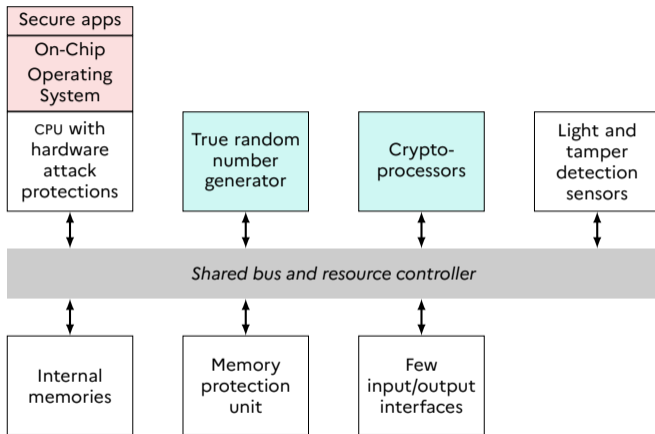 Secure apps
On-Chip
Operating
System
CPU with
hardware
attack
protections
True random
number
generator
Crypto-
processors
Light and
tamper
detection
sensors
Shared bus and resource controller
Internal
memories
Memory
protection
unit
Few
input/output
interfaces